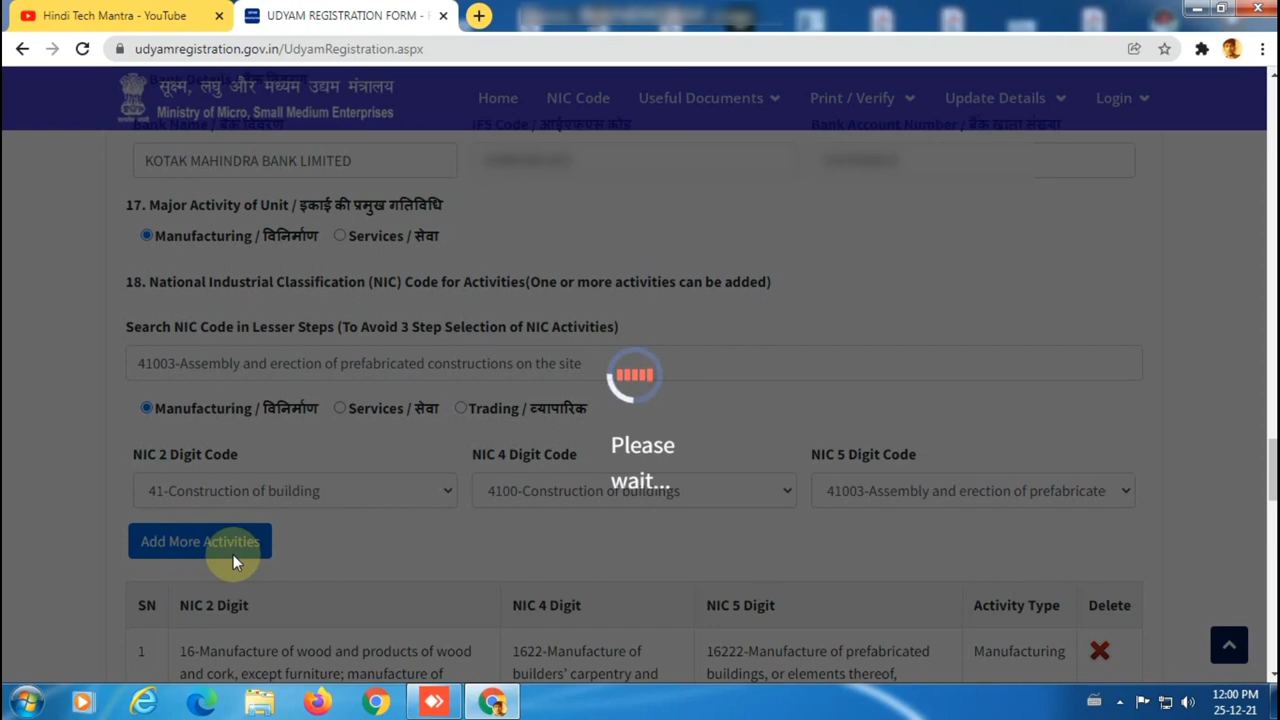 Hindi Tech Mantra - YouTube
UDYAM REGISTRATION FORM -
udyamregistration.gov.in/UdyamRegistration.aspx
सूक्ष्म, लघु और मध्यम उद्यम मंत्रालय
Ministry of Micro, Small Medium Enterprises
Home
NIC Code
Useful Documents
Print / Verify
Update Details
Login
Bank Name / बैंक विवरण
IFS Code / आईएफएस कोड
Bank Account Number / बैंक खाता संख्या
KOTAK MAHINDRA BANK LIMITED
17. Major Activity of Unit / इकाई की प्रमुख गतिविधि
Manufacturing / विनिर्माण
Services / सेवा
18. National Industrial Classification (NIC) Code for Activities(One or more activities can be added)
Search NIC Code in Lesser Steps (To Avoid 3 Step Selection of NIC Activities)
41003-Assembly and erection of prefabricated constructions on the site
Manufacturing / विनिर्माण
Services / सेवा
Trading / व्यापारिक
Please
wait...
NIC 2 Digit Code
NIC 4 Digit Code
NIC 5 Digit Code
41-Construction of building
4100-Construction of buildings
41003-Assembly and erection of prefabricate
Add More Activities
SN
NIC 2 Digit
NIC 4 Digit
NIC 5 Digit
Activity Type
Delete
1
16-Manufacture of wood and products of wood
and cork, except furniture; manufacture of
1622-Manufacture of
builders' carpentry and
16222-Manufacture of prefabricated
buildings, or elements thereof,
Manufacturing
12:00 PM
25-12-21